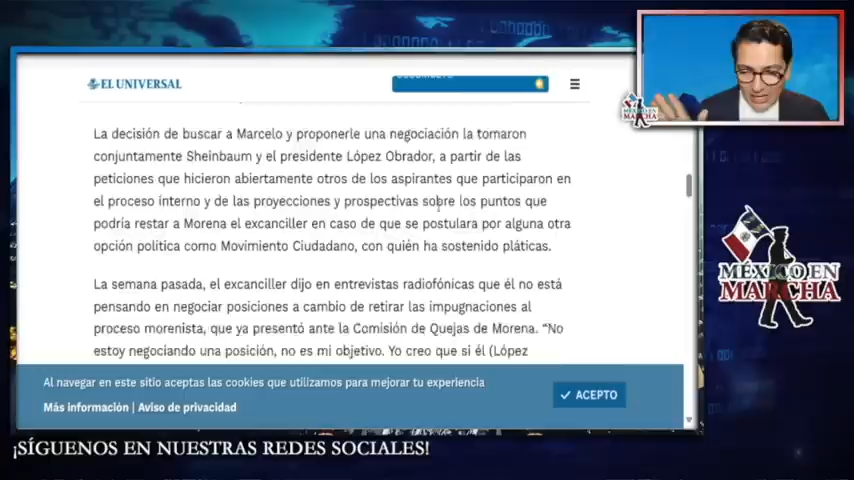 EL UNIVERSAL
La decisión de buscar a Marcelo y proponerle una negociación la tomaron
conjuntamente Sheinbaum y el presidente López Obrador, a partir de las
peticiones que hicieron abiertamente otros de los aspirantes que participaron en
el proceso interno y de las proyecciones y prospectivas sobre los puntos que
podría restar a Morena el excanciller en caso de que se postulara por alguna otra
opción política como Movimiento Ciudadano, con quién ha sostenido pláticas.
La semana pasada, el excanciller dijo en entrevistas radiofónicas que él no está
pensando en negociar posiciones a cambio de retirar las impugnaciones al
proceso morenista, que ya presentó ante la Comisión de Quejas de Morena. “No
estoy negociando una posición, no es mi objetivo. Yo creo que si él (López
Al navegar en este sitio aceptas las cookies que utilizamos para mejorar tu experiencia
Más información | Aviso de privacidad
ACEPTO
MÉXICO EN
MARCHA
MÉXICO EN
MARCHA
¡SÍGUENOS EN NUESTRAS REDES SOCIALES!